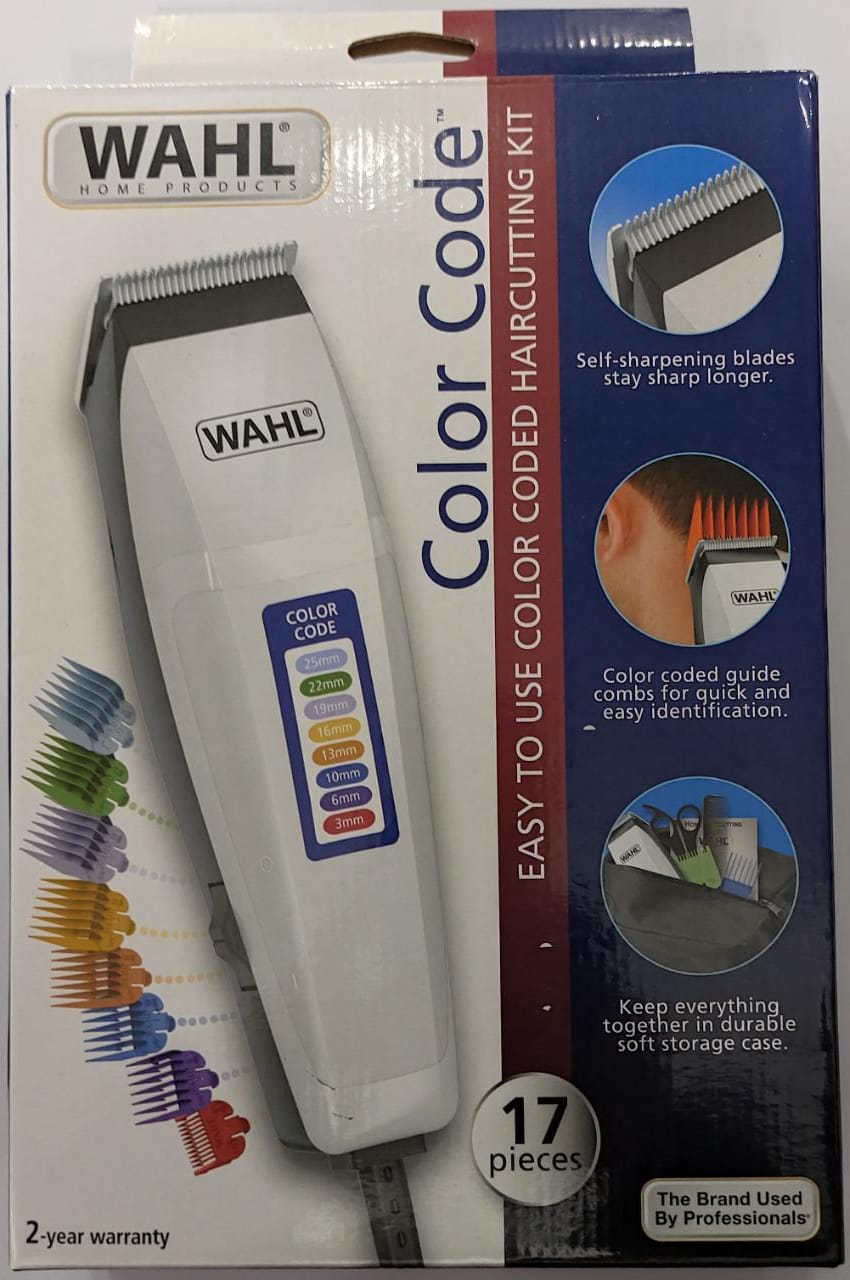 WAHL®
HOME PRODUCTS
Color Code™
EASY TO USE COLOR CODED HAIRCUTTING KIT
WAHL®
COLOR
CODE
25mm
22mm
19mm
16mm
13mm
10mm
6mm
3mm
Self-sharpening blades
stay sharp longer.
WAHL
Color coded guide
combs for quick and
easy identification.
WAHL
Keep everything
together in durable
soft storage case.
17
pieces
The Brand Used
By Professionals®
2-year warranty